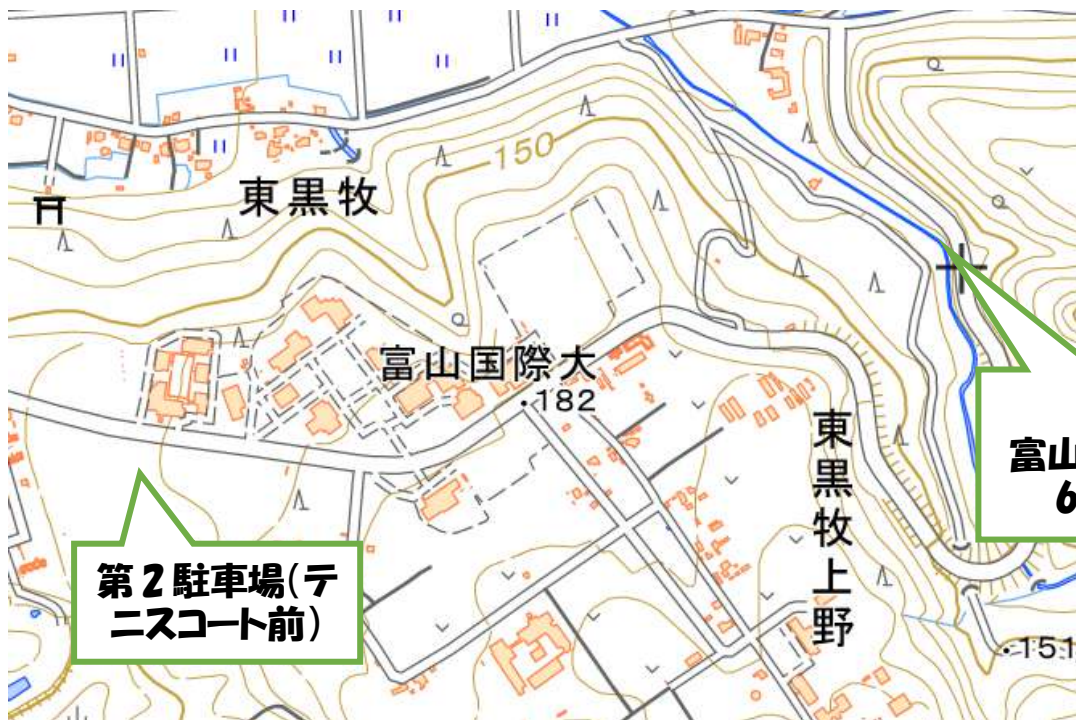 150
東黒牧
富山国際大
182
東黒牧上野
富山
6
第2駐車場(テ
ニスコート前)
151